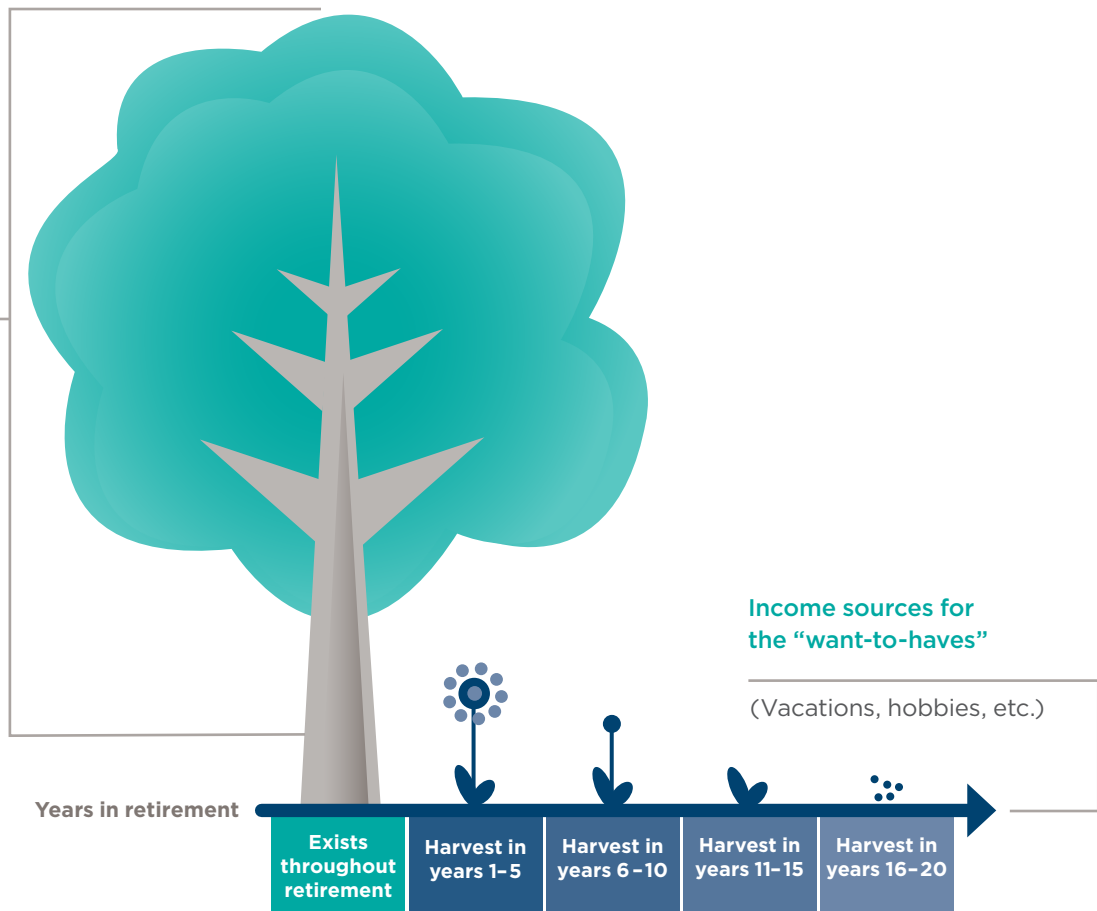 Income sources for
the “want-to-haves”
(Vacations, hobbies, etc.)
Years in retirement
Exists
throughout
retirement
Harvest in
years 1–5
Harvest in
years 6–10
Harvest in
years 11–15
Harvest in
years 16–20